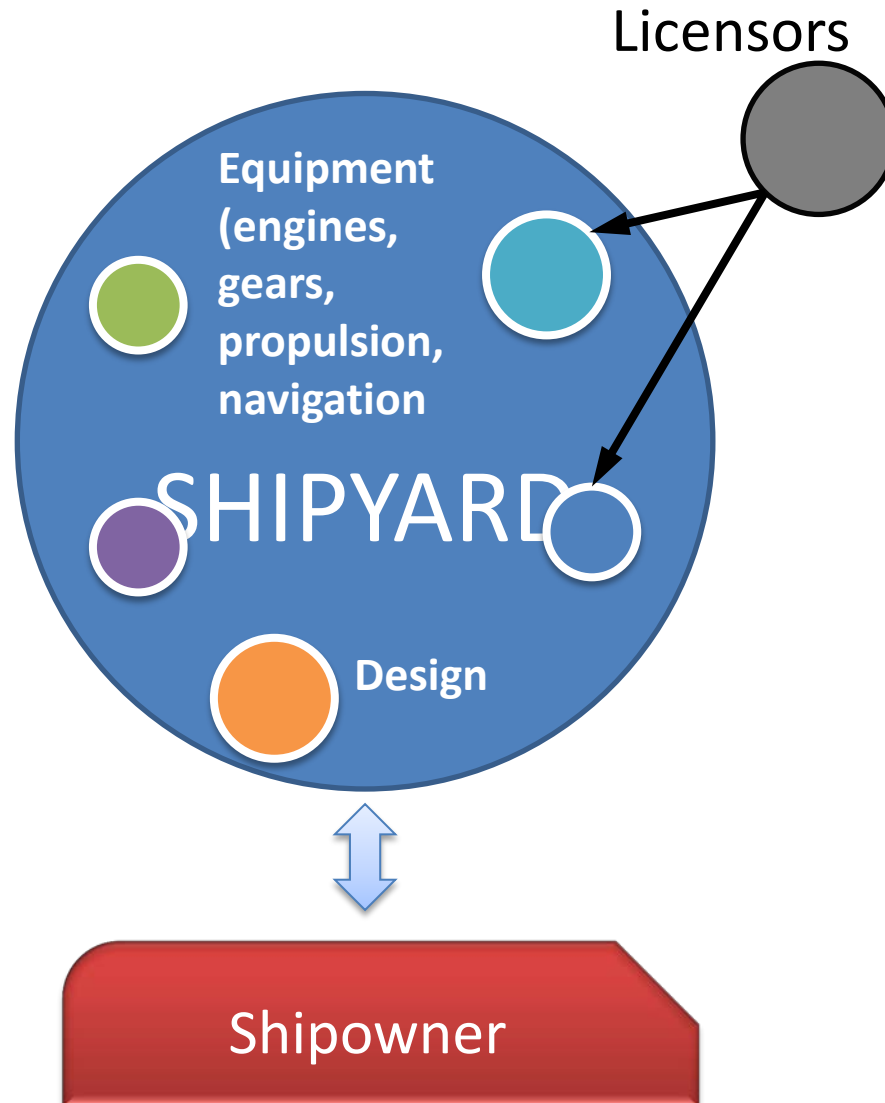 Licensors
Equipment
(engines,
gears,
propulsion,
navigation
SHIPYARD
Design
Shipowner